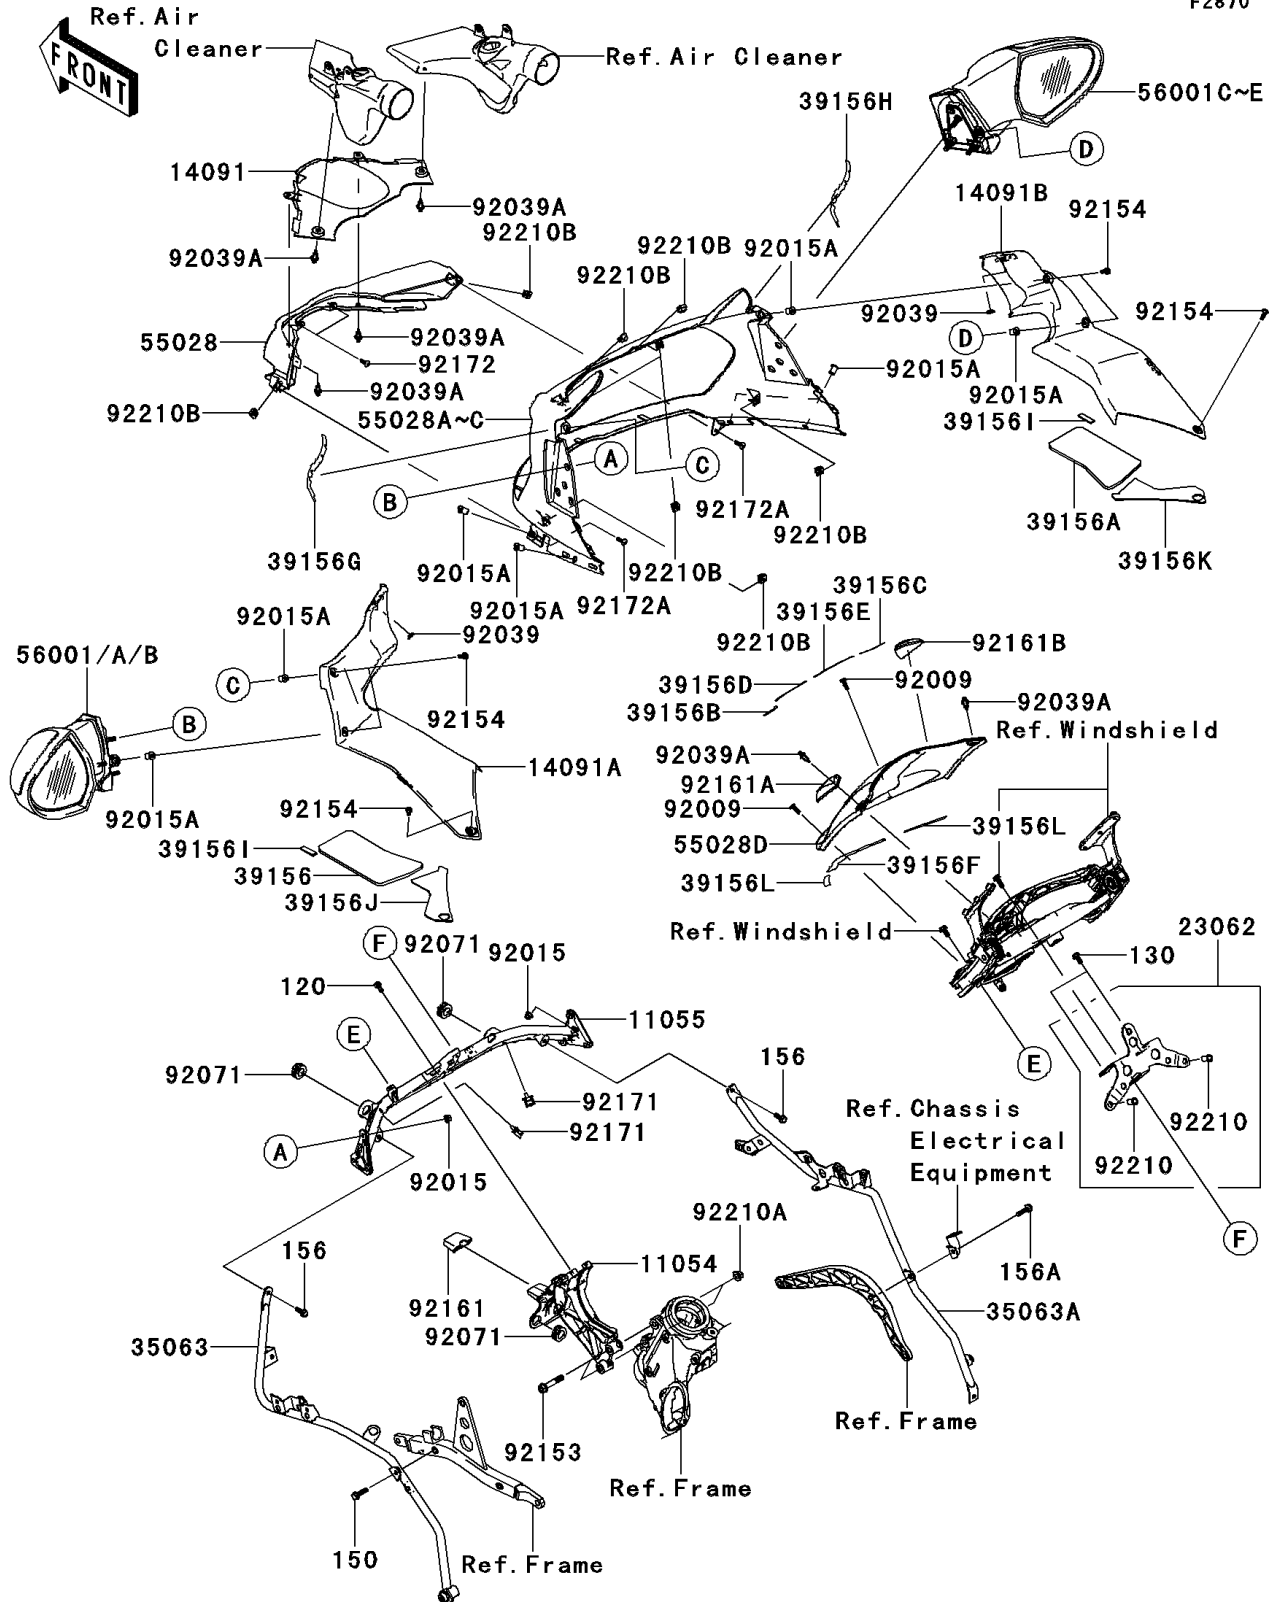 F2870
Ref. Air
Cleaner
FRONT
Ref. Air Cleaner
39156H
56001C~E
D
14091
14091B
92154
92039A
92210B
92210B
92015A
92039A
92210B
92039
92154
D
55028
92039A
92172
92015A
92039A
92015A
92210B
55028A~C
39156I
A
C
B
92172A
39156A
92210B
39156G
92015A
92210B
39156K
92015A
92172A
39156C
39156E
92015A
92039
92210B
92161B
56001/A/B
C
39156D
92009
92039A
B
92154
39156B
Ref. Windshield
92039A
14091A
92161A
92154
92009
92015A
39156L
39156I
55028D
39156
39156F
39156J
39156L
F
92071
92015
Ref. Windshield
23062
130
120
11055
E
156
E
92071
92171
Ref. Chassis
Electrical
Equipment
92210
92171
A
92015
92210
92210A
F
156
11054
156A
92161
35063A
92071
35063
Ref. Frame
92153
Ref. Frame
150
Ref. Frame